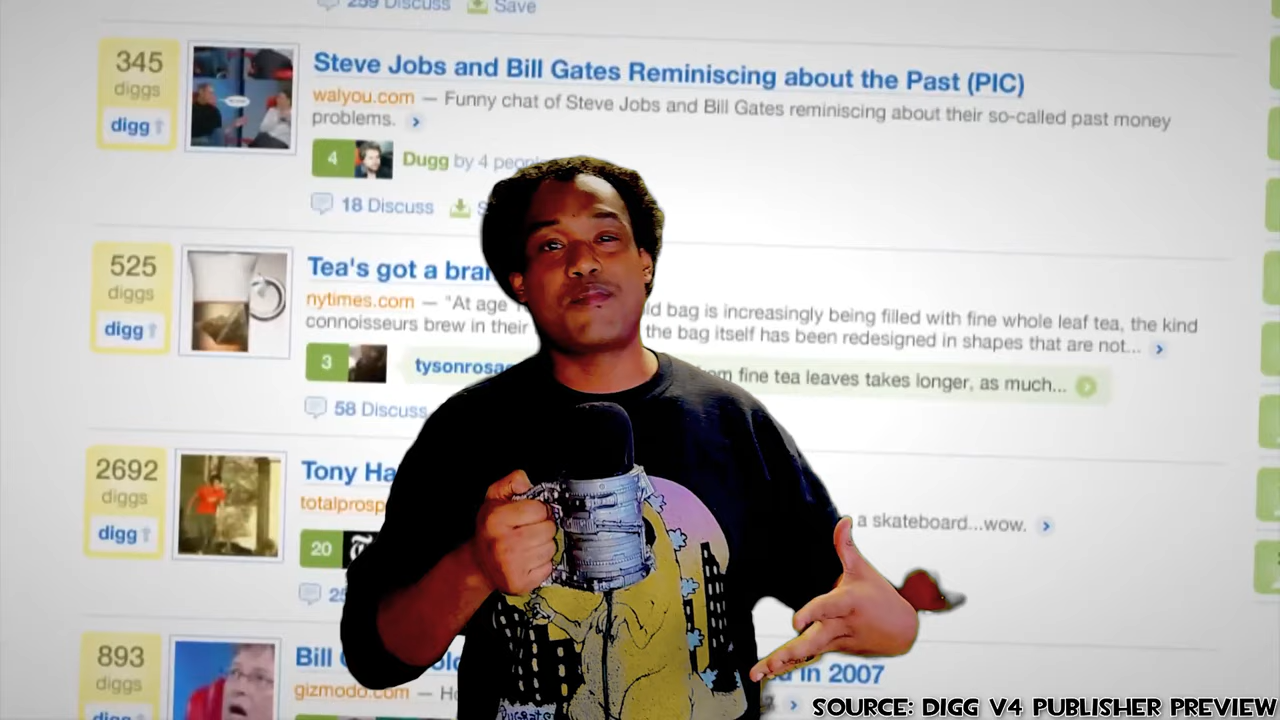 259 Discuss Save
345
diggs
digg
Steve Jobs and Bill Gates Reminiscing about the Past (PIC)
walyou.com — Funny chat of Steve Jobs and Bill Gates reminiscing about their so-called past money
problems.
4 Dugg by 4
18 Discuss
525
diggs
digg
Tea's got a
nytimes.com — "At age
bag is increasingly being filled with fine whole leaf tea, the kind
connoisseurs brew in their the bag itself has been redesigned in shapes that are not...
3 fine tea leaves takes longer, as much...
58 Discuss
2692
diggs
digg
Tony
a skateboard...wow.
20
893
diggs
digg
Bill in 2007
gizmodo.com —
SOURCE: DIGG V4 PUBLISHER PREVIEW